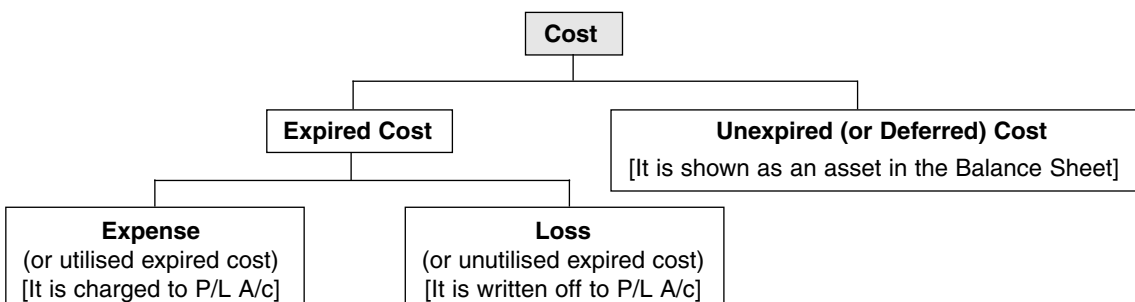 Cost
Expired Cost
Unexpired (or Deferred) Cost
[It is shown as an asset in the Balance Sheet]
Expense
(or utilised expired cost)
[It is charged to P/L A/c]
Loss
(or unutilised expired cost)
[It is written off to P/L A/c]